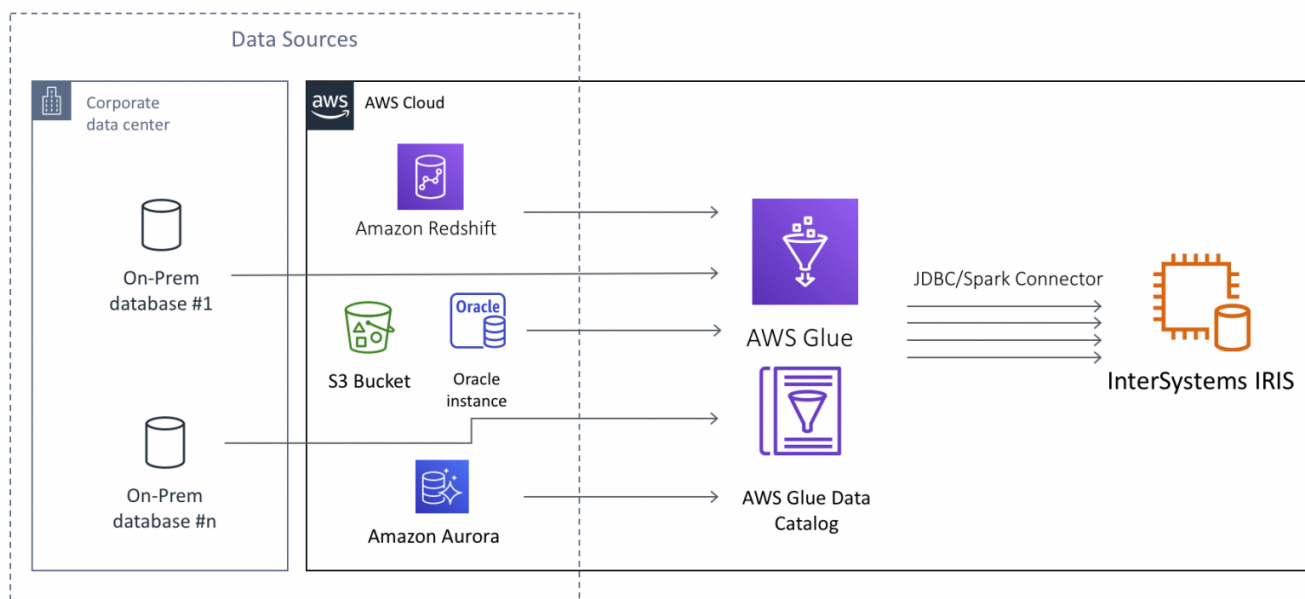 Data Sources
Corporate
data center
aws
AWS Cloud
Amazon Redshift
On-Prem
database #1
S3 Bucket
Oracle
Oracle
instance
On-Prem
database #n
Amazon Aurora
AWS Glue
AWS Glue Data
Catalog
JDBC/Spark Connector
InterSystems IRIS